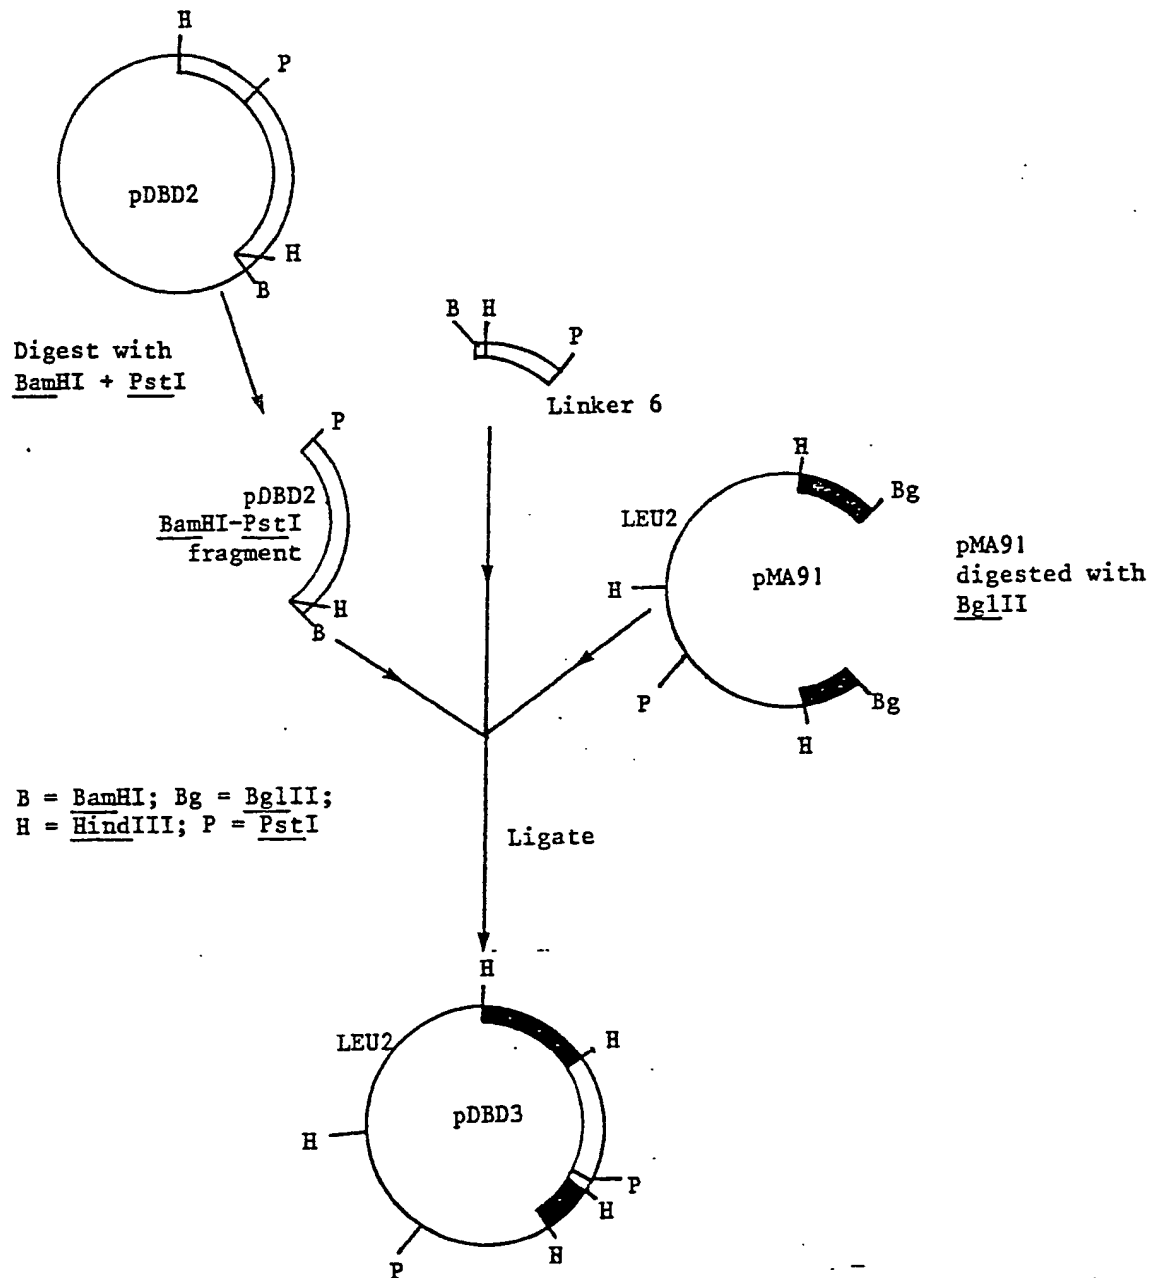 H
P
pDBD2
H
B
Digest with
BamHI + PstI
B H
P
Linker 6
P
pDBD2
BamHI-PstI
fragment
H
B
H
Bg
LEU2
pMA91
H
P
Bg
H
pMA91
digested with
BglII
B = BamHI; Bg = BglII;
H = HindIII; P = PstI
Ligate
H
LEU2
H
pDBD3
H
P
H
H
P